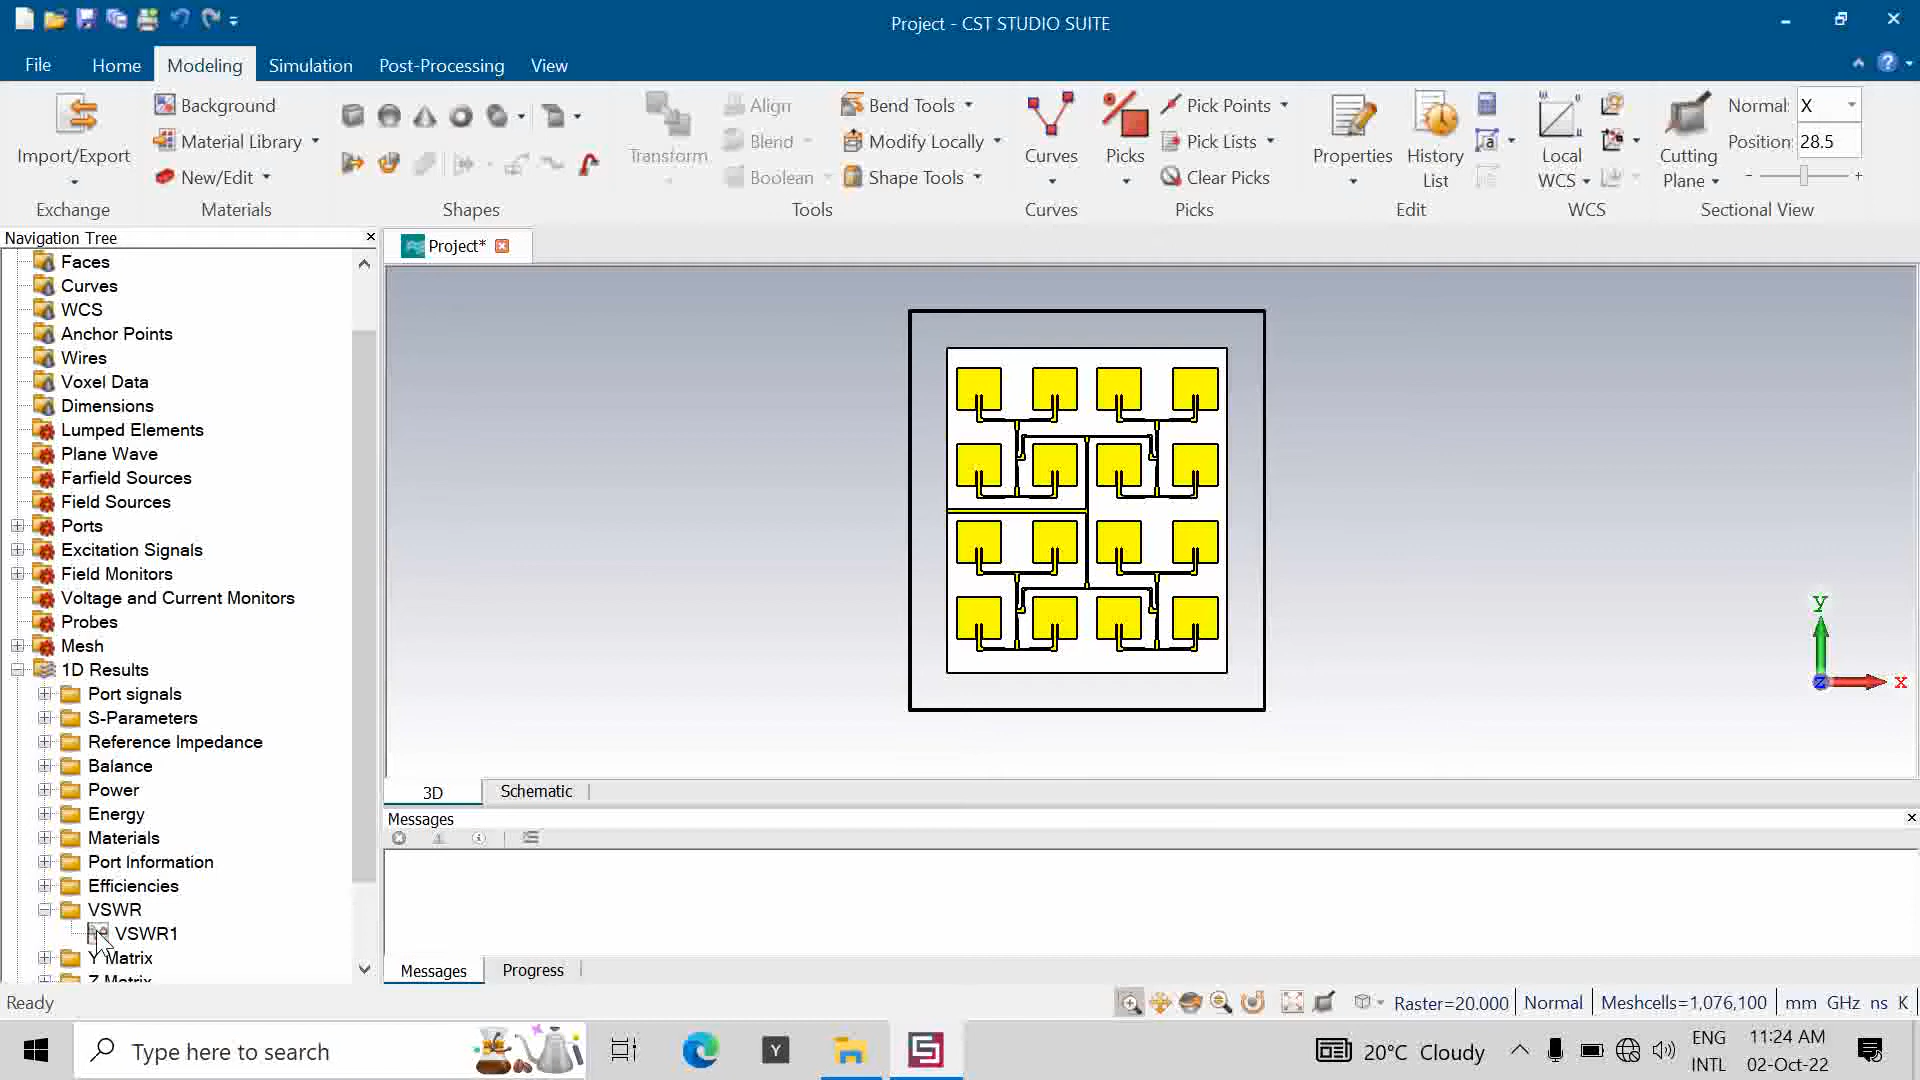 Project - CST STUDIO SUITE
File Home Modeling Simulation Post-Processing View
Import/Export
Exchange
Background
Material Library
New/Edit
Materials
Shapes
Transform
Align
Blend
Boolean
Bend Tools
Modify Locally
Shape Tools
Tools
Curves
Curves
Picks
Pick Points
Pick Lists
Clear Picks
Picks
Properties
History
List
Edit
Local
WCS
WCS
Cutting
Plane
Normal: X
Position: 28.5
Sectional View
Navigation Tree
Project*
Faces
Curves
WCS
Anchor Points
Wires
Voxel Data
Dimensions
Lumped Elements
Plane Wave
Farfield Sources
Field Sources
Ports
Excitation Signals
Field Monitors
Voltage and Current Monitors
Probes
Mesh
1D Results
Port signals
S-Parameters
Reference Impedance
Balance
Power
Energy
Materials
Port Information
Efficiencies
VSWR
VSWR1
Y Matrix
Z Matrix
y
z
x
3D Schematic
Messages
Messages Progress
Ready
Raster=20.000 Normal Meshcells=1,076,100 mm GHz ns K
Type here to search
Y
20°C Cloudy
ENG
INTL
11:24 AM
02-Oct-22